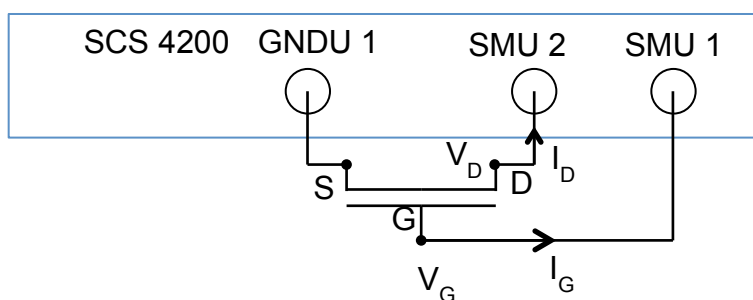 SCS 4200 GNDU 1 SMU 2 SMU 1
V_D I_D
S D
G
V_G I_G